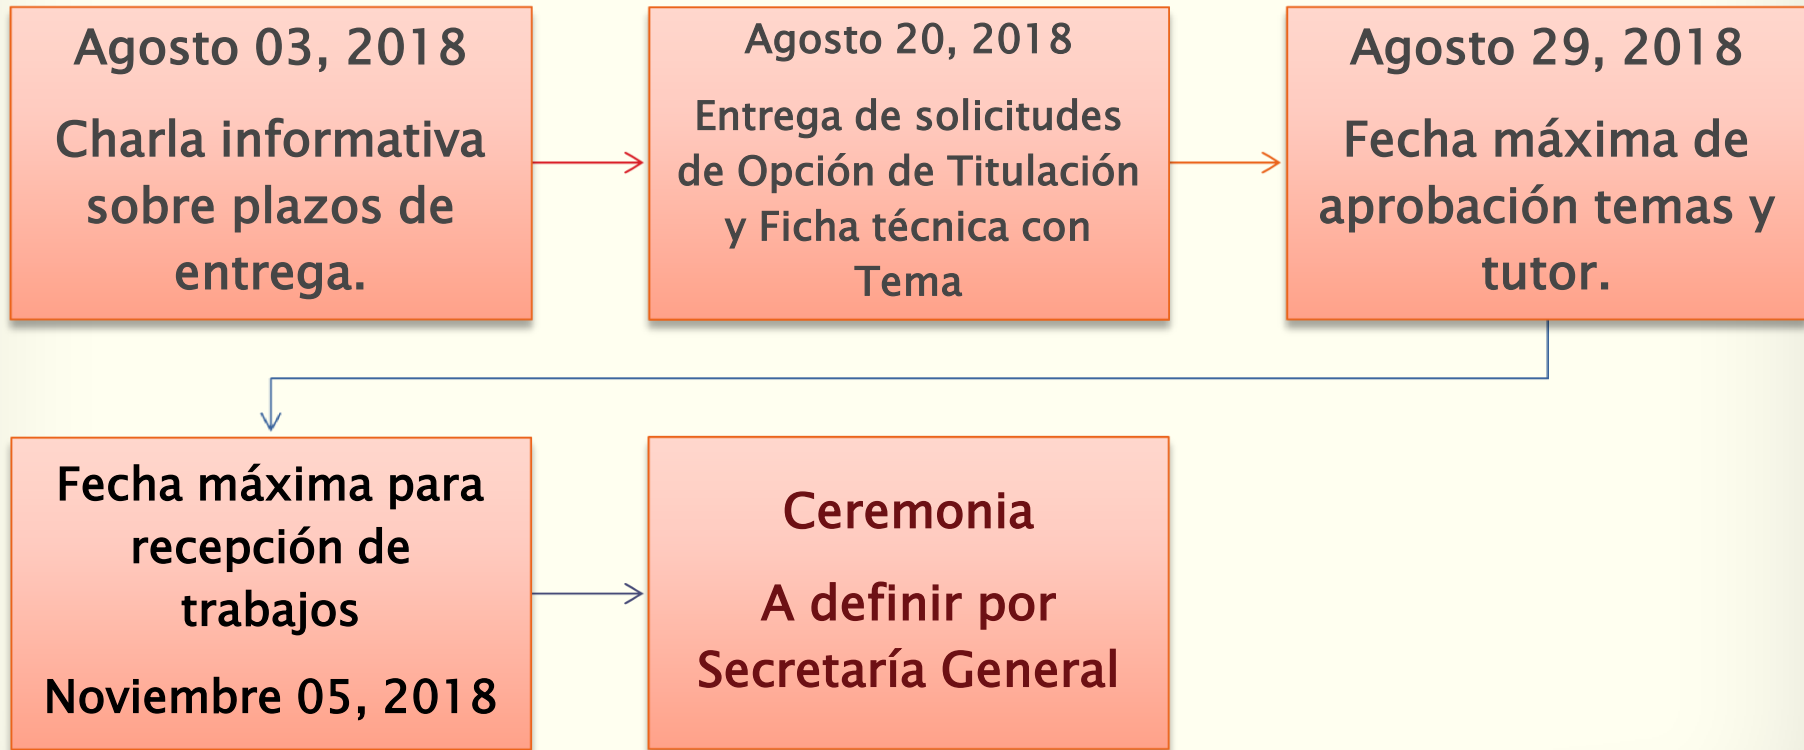 Agosto 03, 2018
Charla informativa
sobre plazos de
entrega.
Agosto 20, 2018
Entrega de solicitudes
de Opción de Titulación
y Ficha técnica con
Tema
Agosto 29, 2018
Fecha máxima de
aprobación temas y
tutor.
Fecha máxima para
recepción de
trabajos
Noviembre 05, 2018
Ceremonia
A definir por
Secretaría General